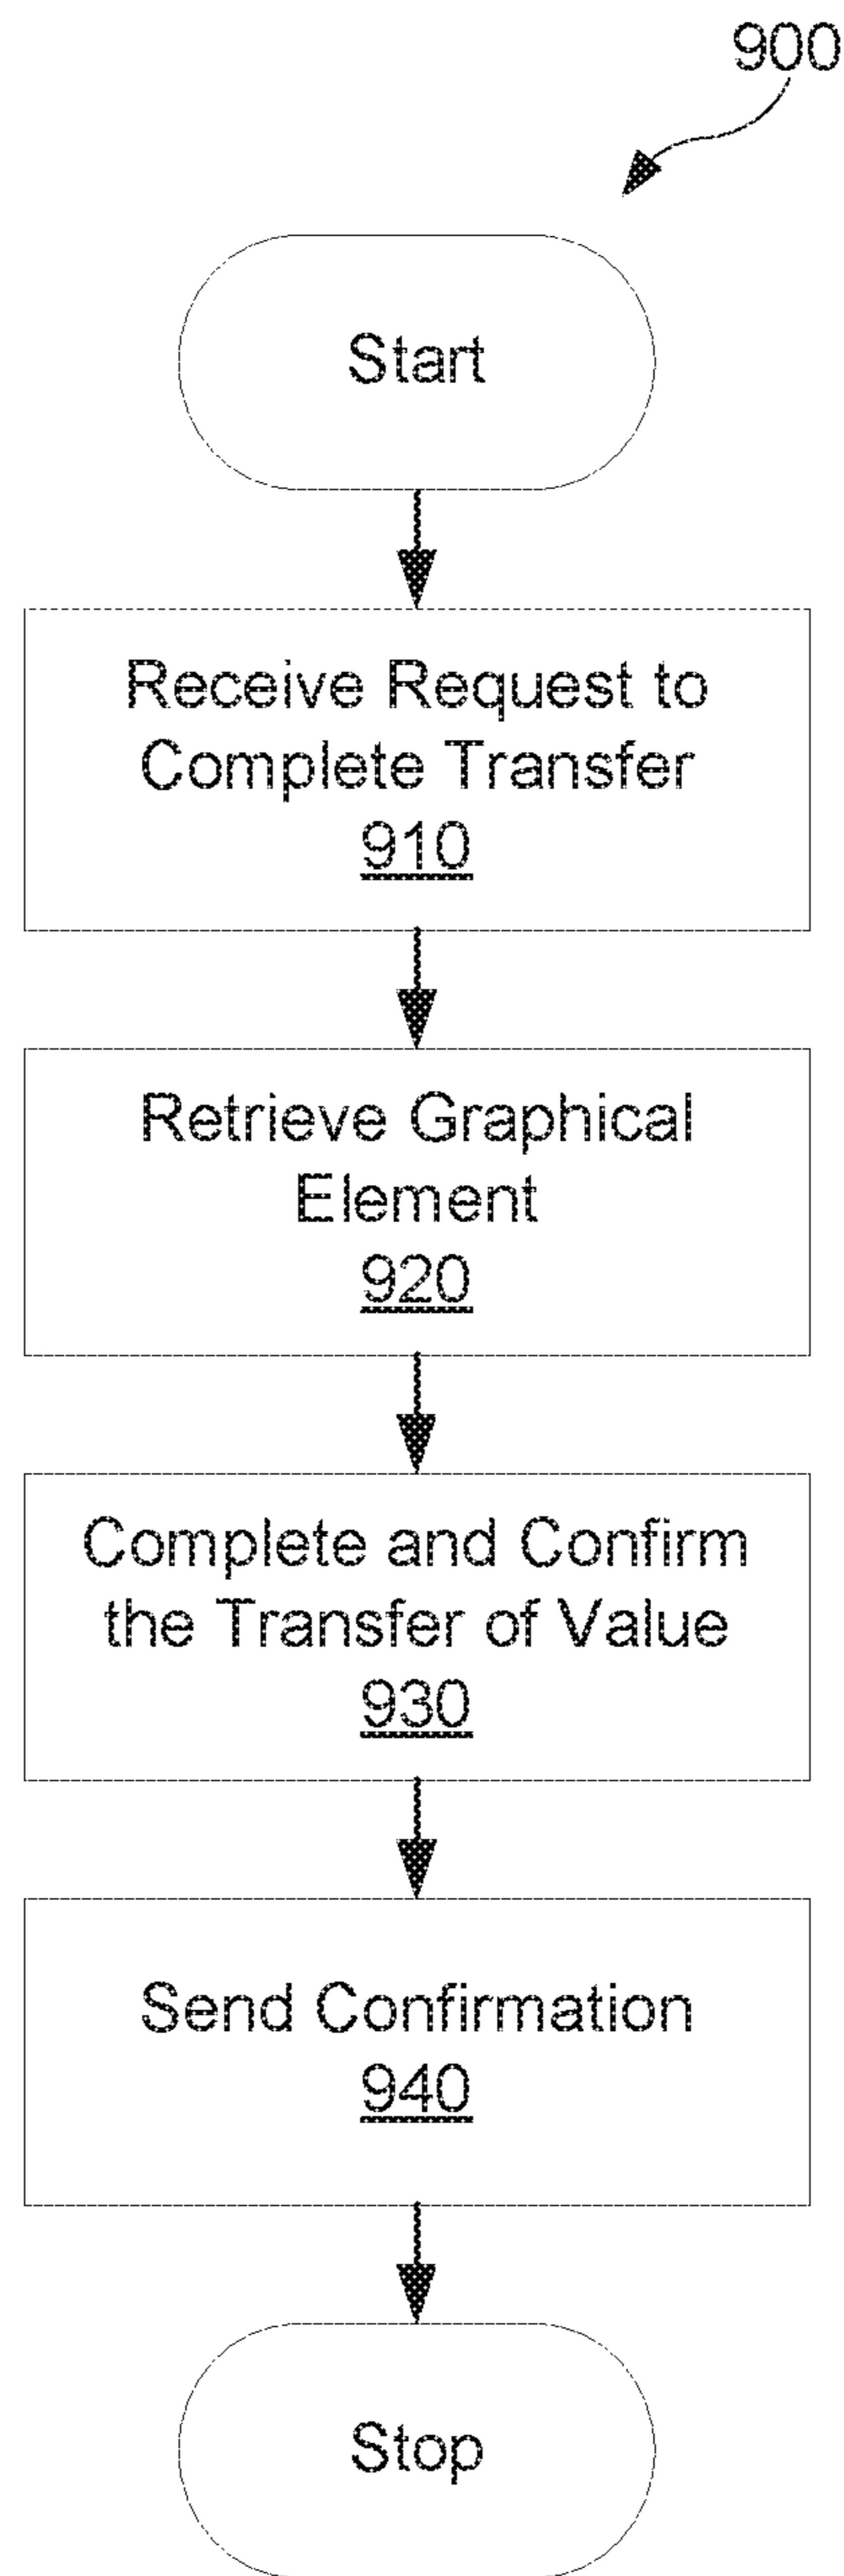 900
Start
Receive Request to
Complete Transfer
910
Retrieve Graphical
Element
920
Complete and Confirm
the Transfer of Value
930
Send Confirmation
940
Stop